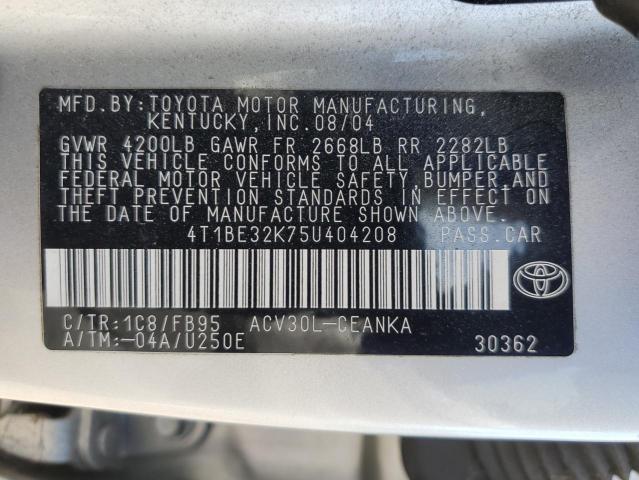 MFD.BY:TOYOTA MOTOR MANUFACTURING,
KENTUCKY,INC.08/04
GVWR 4200LB GAWR FR 2668LB RR 2282LB
THIS VEHICLE CONFORMS TO ALL APPLICABLE
FEDERAL MOTOR VEHICLE SAFETY,BUMPER,AND
THEFT PREVENTION STANDARDS IN EFFECT ON
THE DATE OF MANUFACTURE SHOWN ABOVE.
4T1BE32K75U404208 PASS.CAR
C/TR:1C8/FB95 ACV30L-CEANKA
A/TM:-04A/U250E 30362